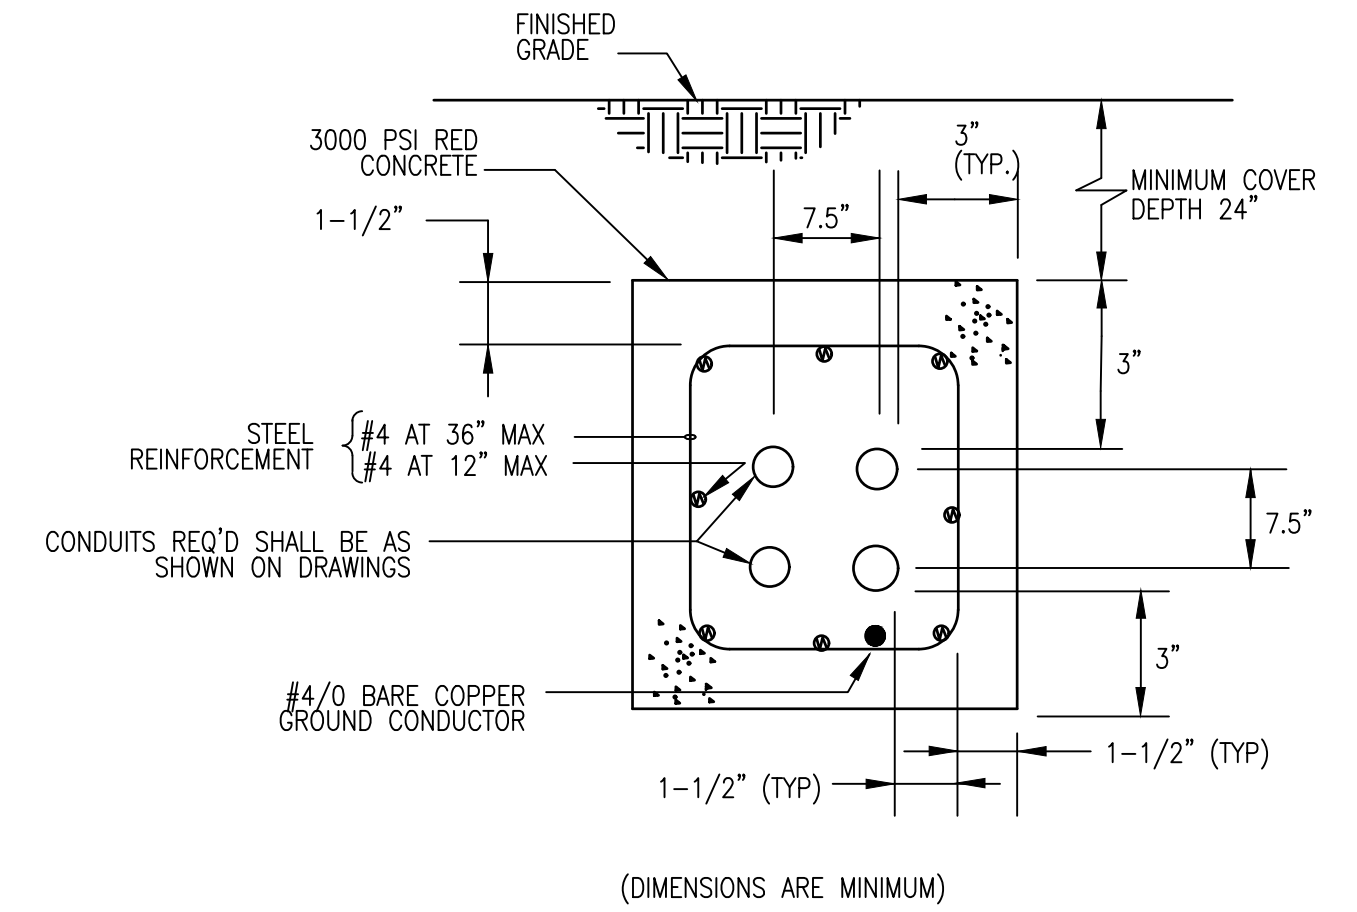 FINISHED
GRADE
3000 PSI RED
CONCRETE
3"
(TYP.)
MINIMUM COVER
DEPTH 24"
1-1/2"
7.5"
3"
STEEL
REINFORCEMENT
#4 AT 36" MAX
#4 AT 12" MAX
7.5"
CONDUITS REQ'D SHALL BE AS
SHOWN ON DRAWINGS
3"
#4/0 BARE COPPER
GROUND CONDUCTOR
1-1/2" (TYP)
1-1/2" (TYP)
(DIMENSIONS ARE MINIMUM)